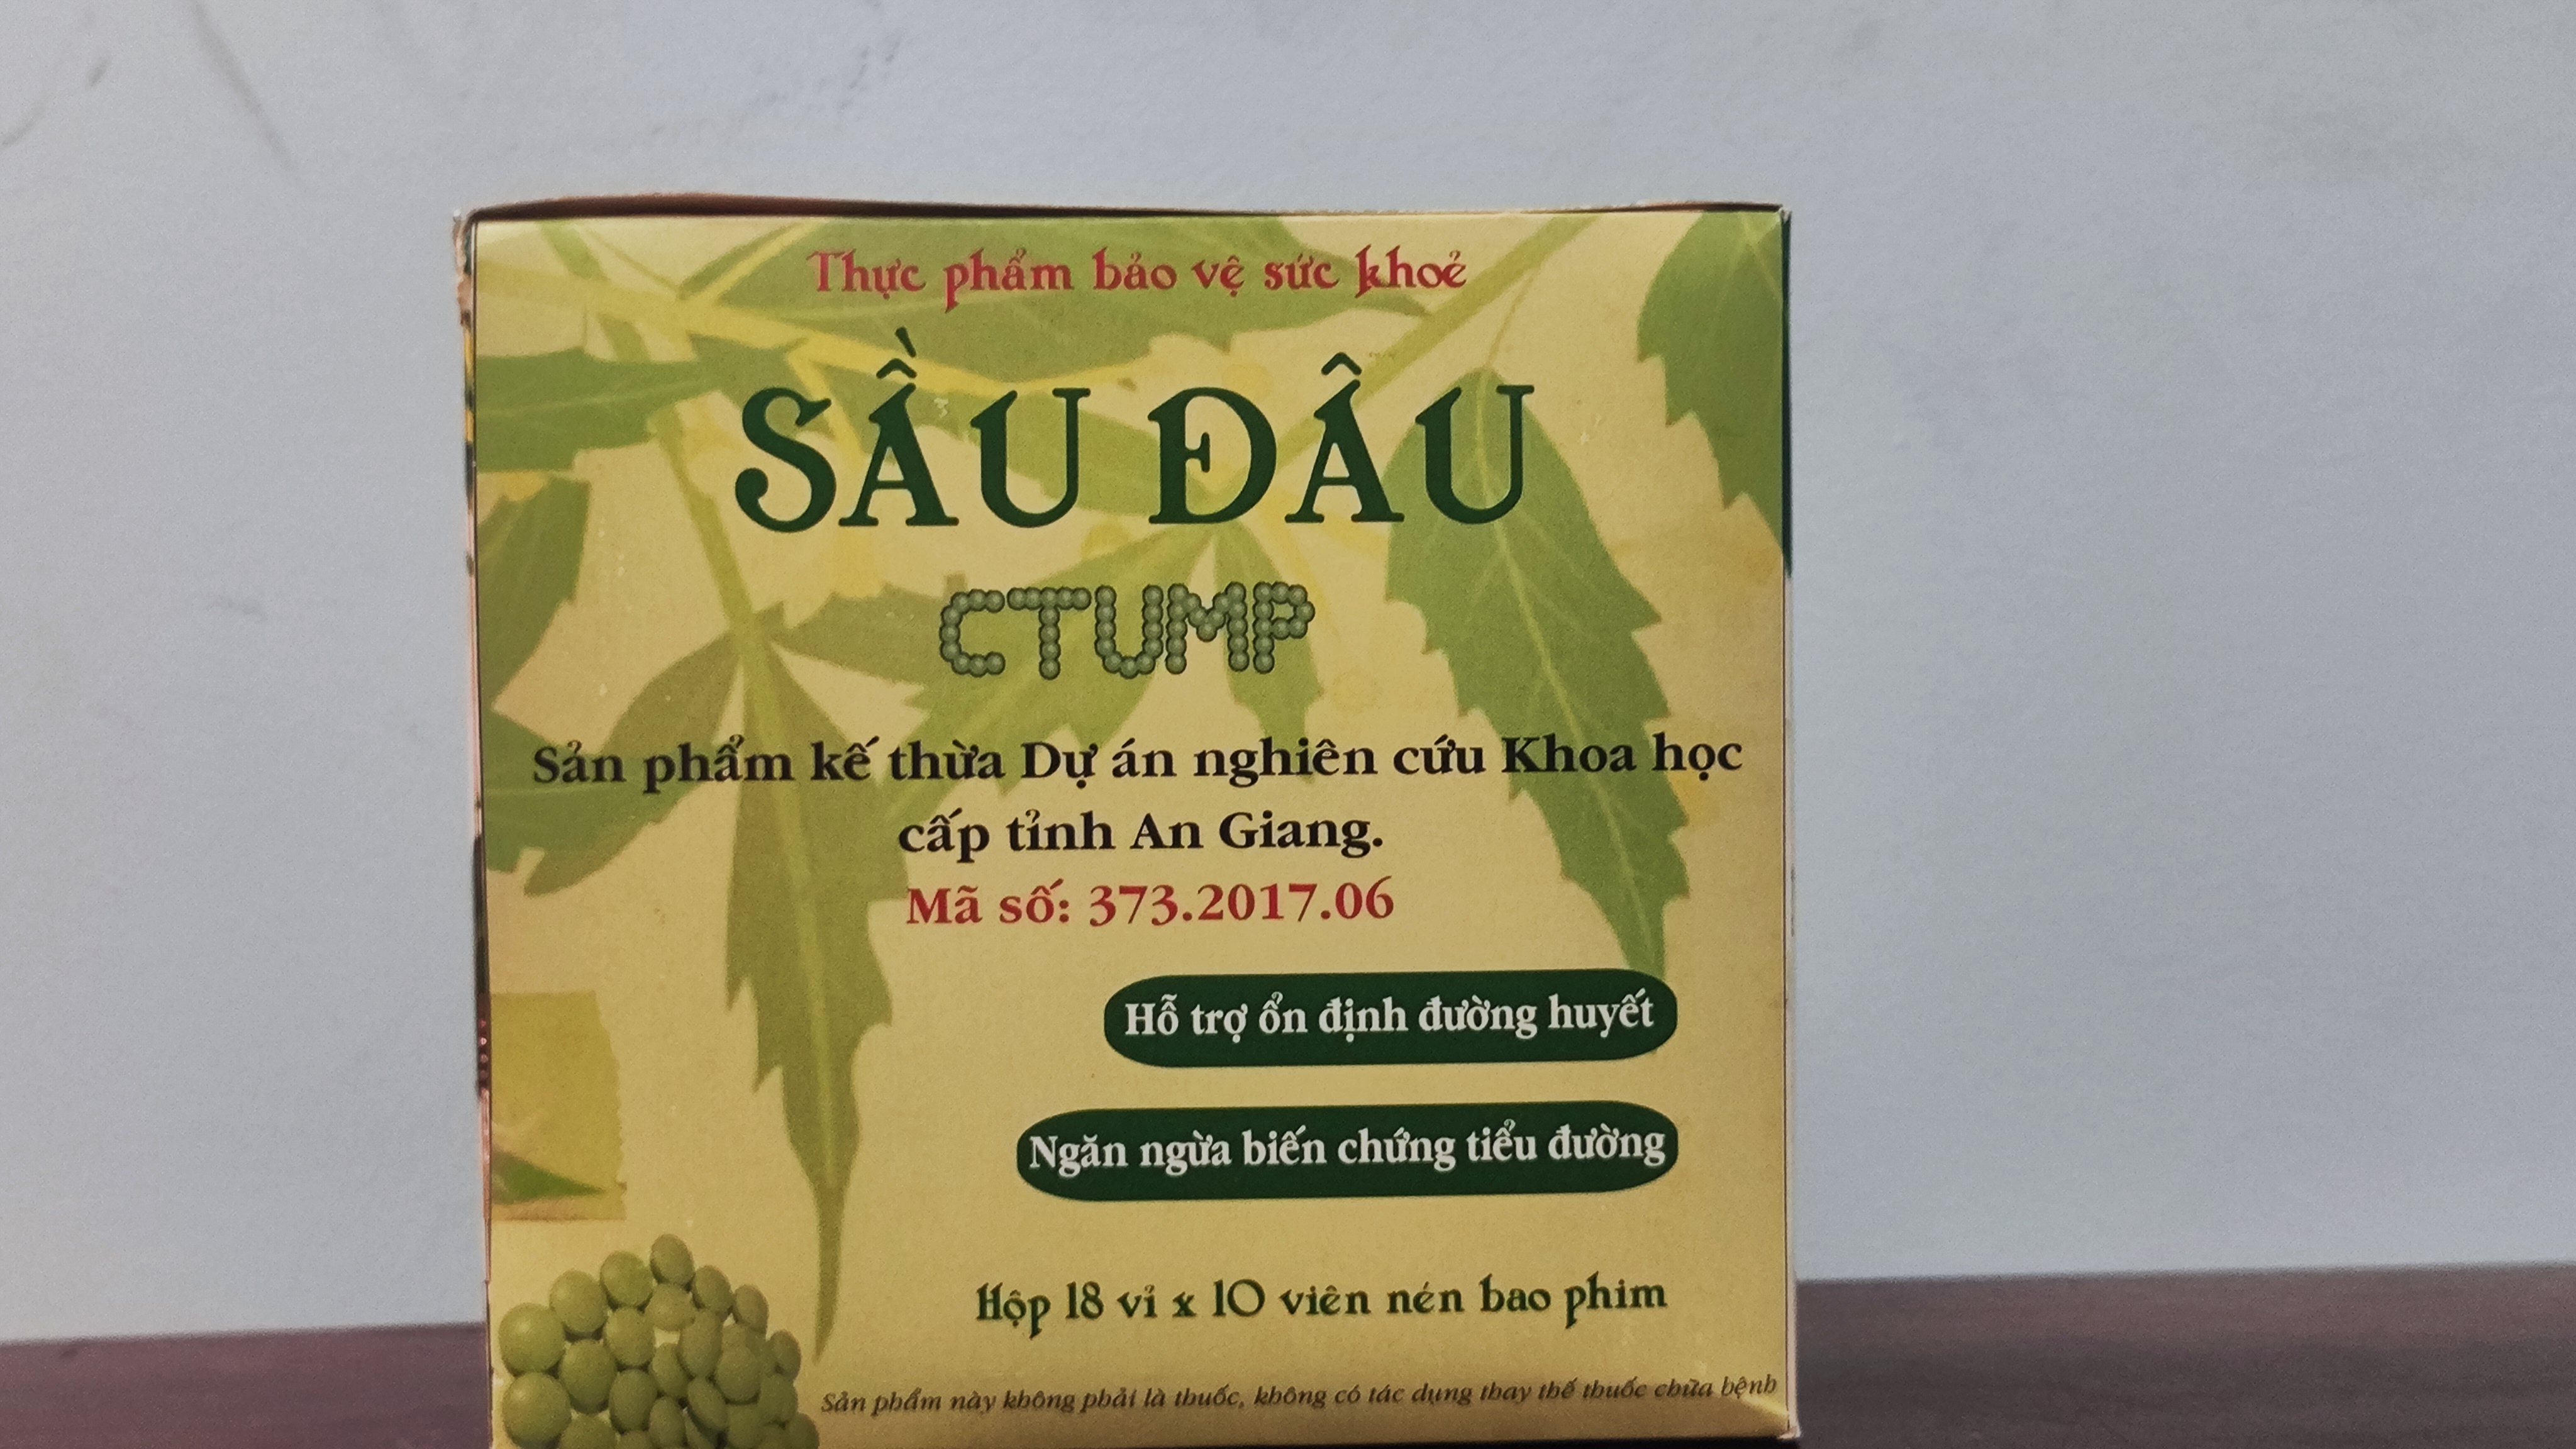 Thực phẩm bảo vệ sức khoẻ
SẦU ĐÂU
CTUMP
Sản phẩm kế thừa Dự án nghiên cứu Khoa học
cấp tỉnh An Giang.
Mã số: 373.2017.06
Hỗ trợ ổn định đường huyết
Ngăn ngừa biến chứng tiểu đường
Hộp 18 vỉ x 10 viên nén bao phim
Sản phẩm này không phải là thuốc, không có tác dụng thay thế thuốc chữa bệnh